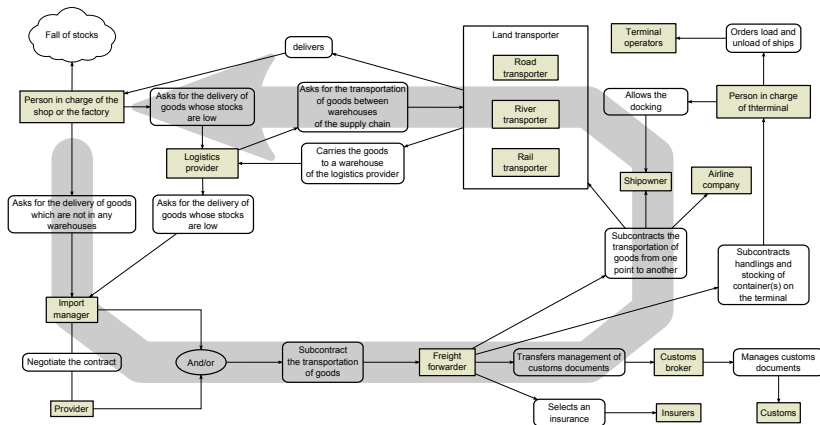 Fall of stocks
delivers
Land transporter
Terminal
operators
Orders load and
unload of ships
Road
transporter
Person in charge of the
shop or the factory
Asks for the delivery of
goods whose stocks
are low
Asks for the transportation
of goods between
warehouses
of the supply chain
River
transporter
Allows the
docking
Person in charge
of thterminal
Logistics
provider
Carries the goods
to a warehouse
of the logistics provider
Rail
transporter
Shipowner
Airline
company
Asks for the delivery of goods
which are not in any
warehouses
Asks for the delivery of
goods whose stocks
are low
Subcontracts the
transportation of
goods from one
point to another
Subcontracts
handlings and
stocking of
container(s) on
the terminal
Import
manager
Negotiate the contract
And/or
Subcontract
the transportation
of goods
Freight
forwarder
Transfers management of
customs documents
Customs
broker
Manages customs
documents
Provider
Selects an
insurance
Insurers
Customs